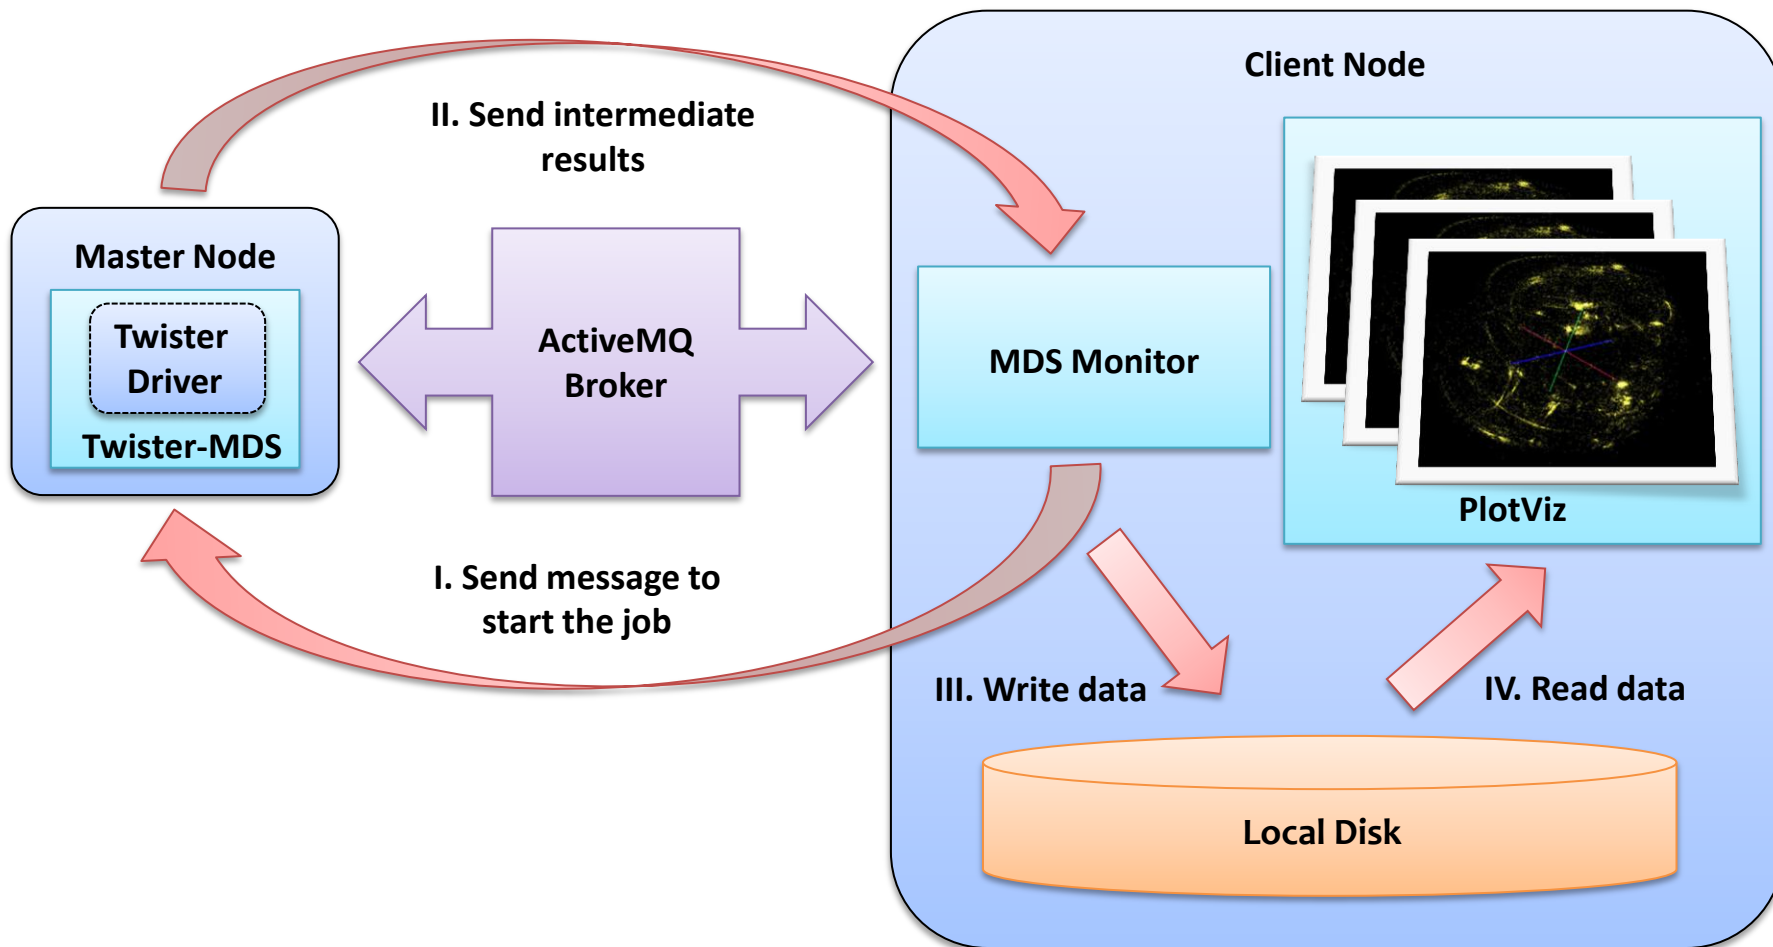 Client Node
II. Send intermediate
results
Master Node
Twister
Driver
Twister-MDS
ActiveMQ
Broker
MDS Monitor
PlotViz
I. Send message to
start the job
III. Write data
IV. Read data
Local Disk